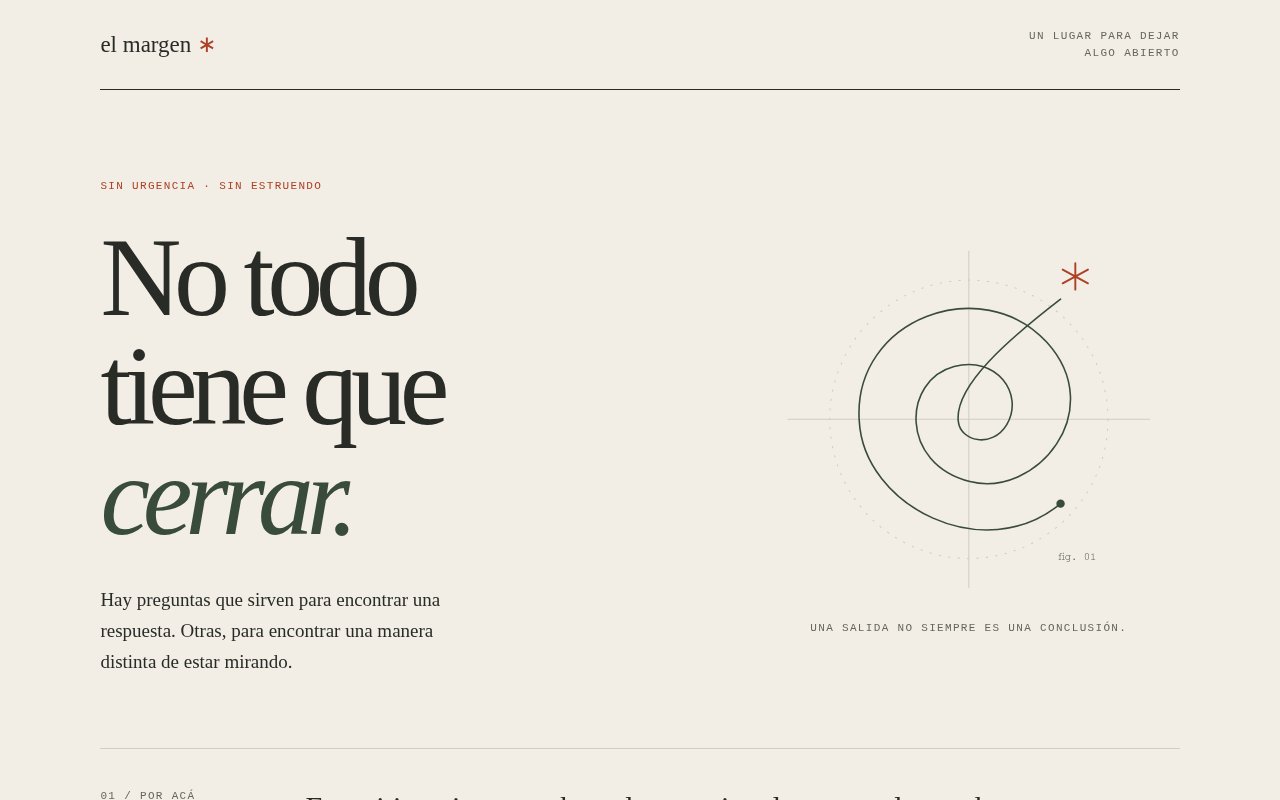 el margen
UN LUGAR PARA DEJAR
ALGO ABIERTO
SIN URGENCIA · SIN ESTRUENDO
No todo
tiene que
cerrar.
Hay preguntas que sirven para encontrar una
respuesta. Otras, para encontrar una manera
distinta de estar mirando.
fig. 01
UNA SALIDA NO SIEMPRE ES UNA CONCLUSIÓN.
01 / POR ACÁ